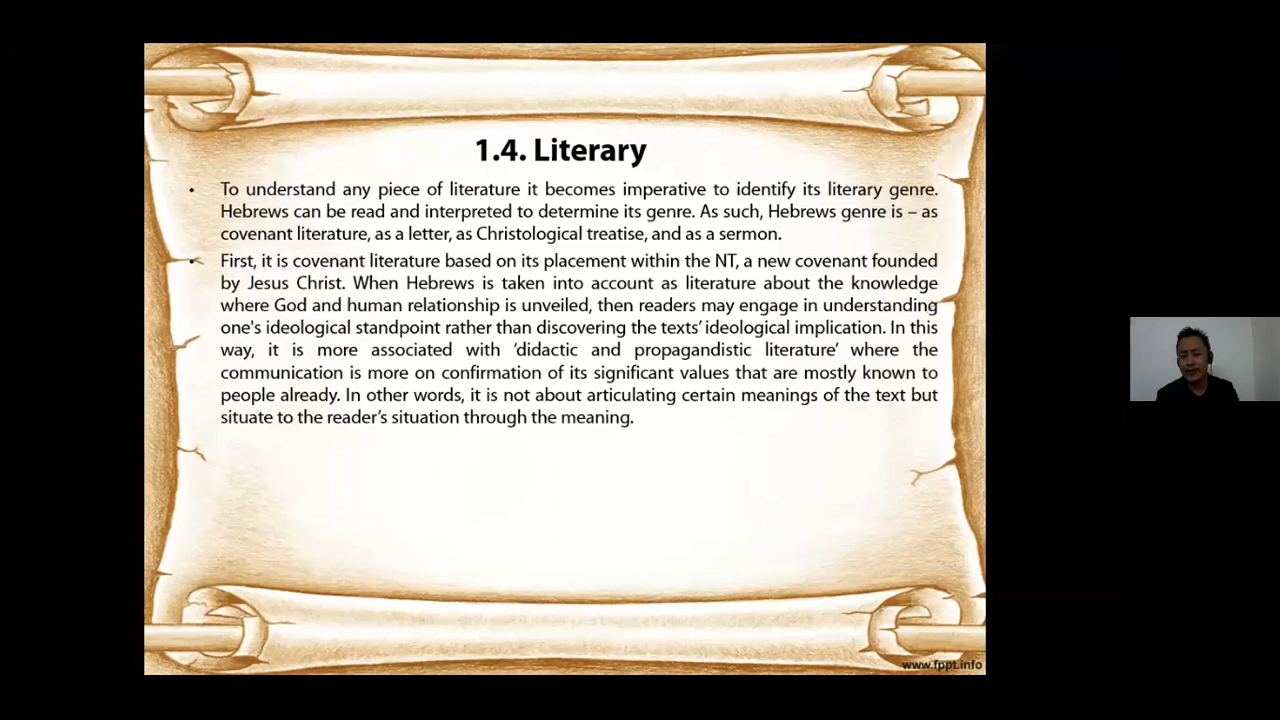 1.4. Literary
• To understand any piece of literature it becomes imperative to identify its literary genre.
Hebrews can be read and interpreted to determine its genre. As such, Hebrews genre is – as
covenant literature, as a letter, as Christological treatise, and as a sermon.
• First, it is covenant literature based on its placement within the NT, a new covenant founded
by Jesus Christ. When Hebrews is taken into account as literature about the knowledge
where God and human relationship is unveiled, then readers may engage in understanding
one's ideological standpoint rather than discovering the texts’ ideological implication. In this
way, it is more associated with ‘didactic and propagandistic literature’ where the
communication is more on confirmation of its significant values that are mostly known to
people already. In other words, it is not about articulating certain meanings of the text but
situate to the reader’s situation through the meaning.
www.fppt.info